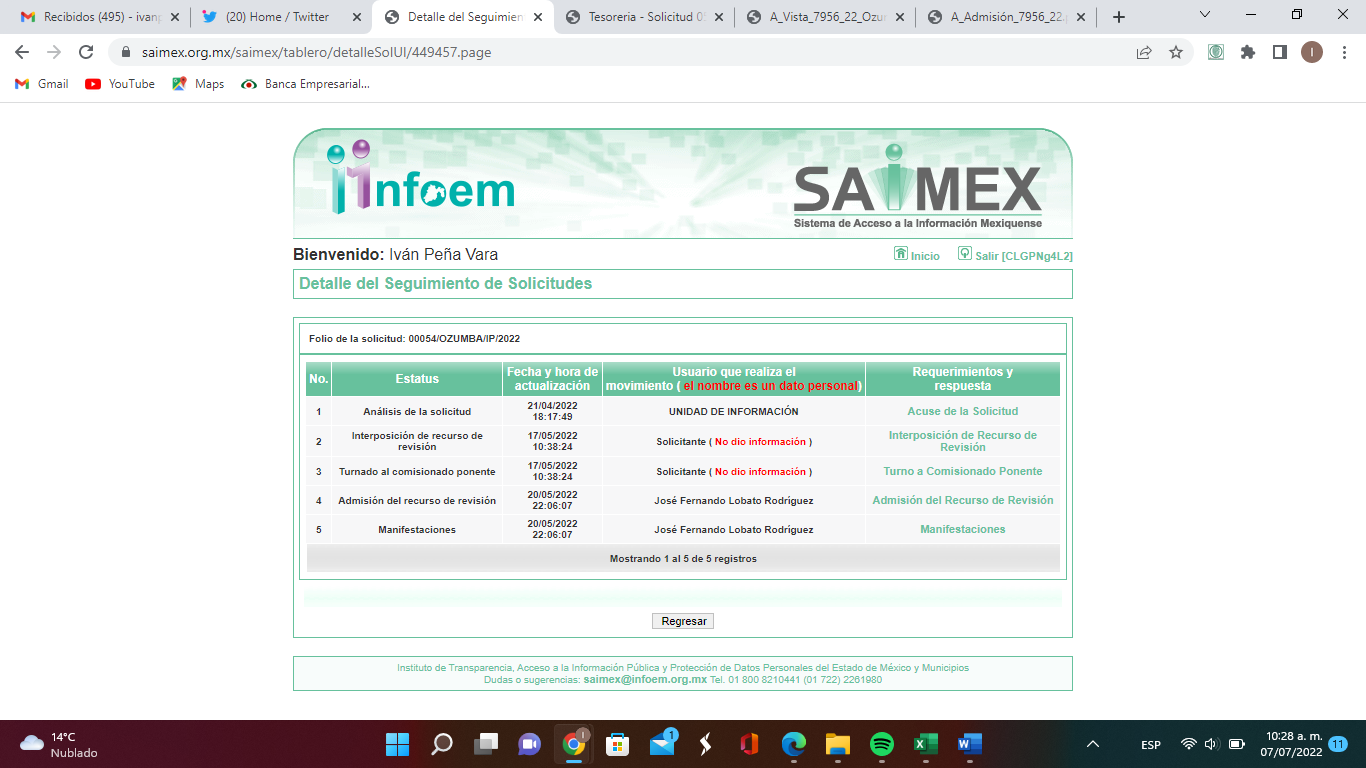 Recibidos (495) - ivanp
(20) Home / Twitter
Detalle del Seguimien
Tesorería - Solicitud 05
A_Vista_7956_22_Ozu
A_Admisión_7956_22.
saimex.org.mx/saimex/tablero/detalleSolUI/449457.page
I
Gmail
YouTube
Maps
Banca Empresarial...
infoem
SAIMEX
Sistema de Acceso a la Información Mexiquense
Bienvenido: Iván Peña Vara
Inicio
Salir [CLGPNg4L2]
Detalle del Seguimiento de Solicitudes
Folio de la solicitud: 00054/OZUMBA/IP/2022
No.
Estatus
Fecha y hora de
actualización
Usuario que realiza el
movimiento ( el nombre es un dato personal)
Requerimientos y
respuesta
1
Análisis de la solicitud
21/04/2022
18:17:49
UNIDAD DE INFORMACIÓN
Acuse de la Solicitud
2
Interposición de recurso de
revisión
17/05/2022
10:38:24
Solicitante ( No dio información )
Interposición de Recurso de
Revisión
3
Turnado al comisionado ponente
17/05/2022
10:38:24
Solicitante ( No dio información )
Turno a Comisionado Ponente
4
Admisión del recurso de revisión
20/05/2022
22:06:07
José Fernando Lobato Rodríguez
Admisión del Recurso de Revisión
5
Manifestaciones
20/05/2022
22:06:07
José Fernando Lobato Rodríguez
Manifestaciones
Mostrando 1 al 5 de 5 registros
Regresar
Instituto de Transparencia, Acceso a la Información Pública y Protección de Datos Personales del Estado de México y Municipios
Dudas o sugerencias: saimex@infoem.org.mx Tel. 01 800 8210441 (01 722) 2261980
14°C
Nublado
1
ESP
10:28 a. m.
07/07/2022
11